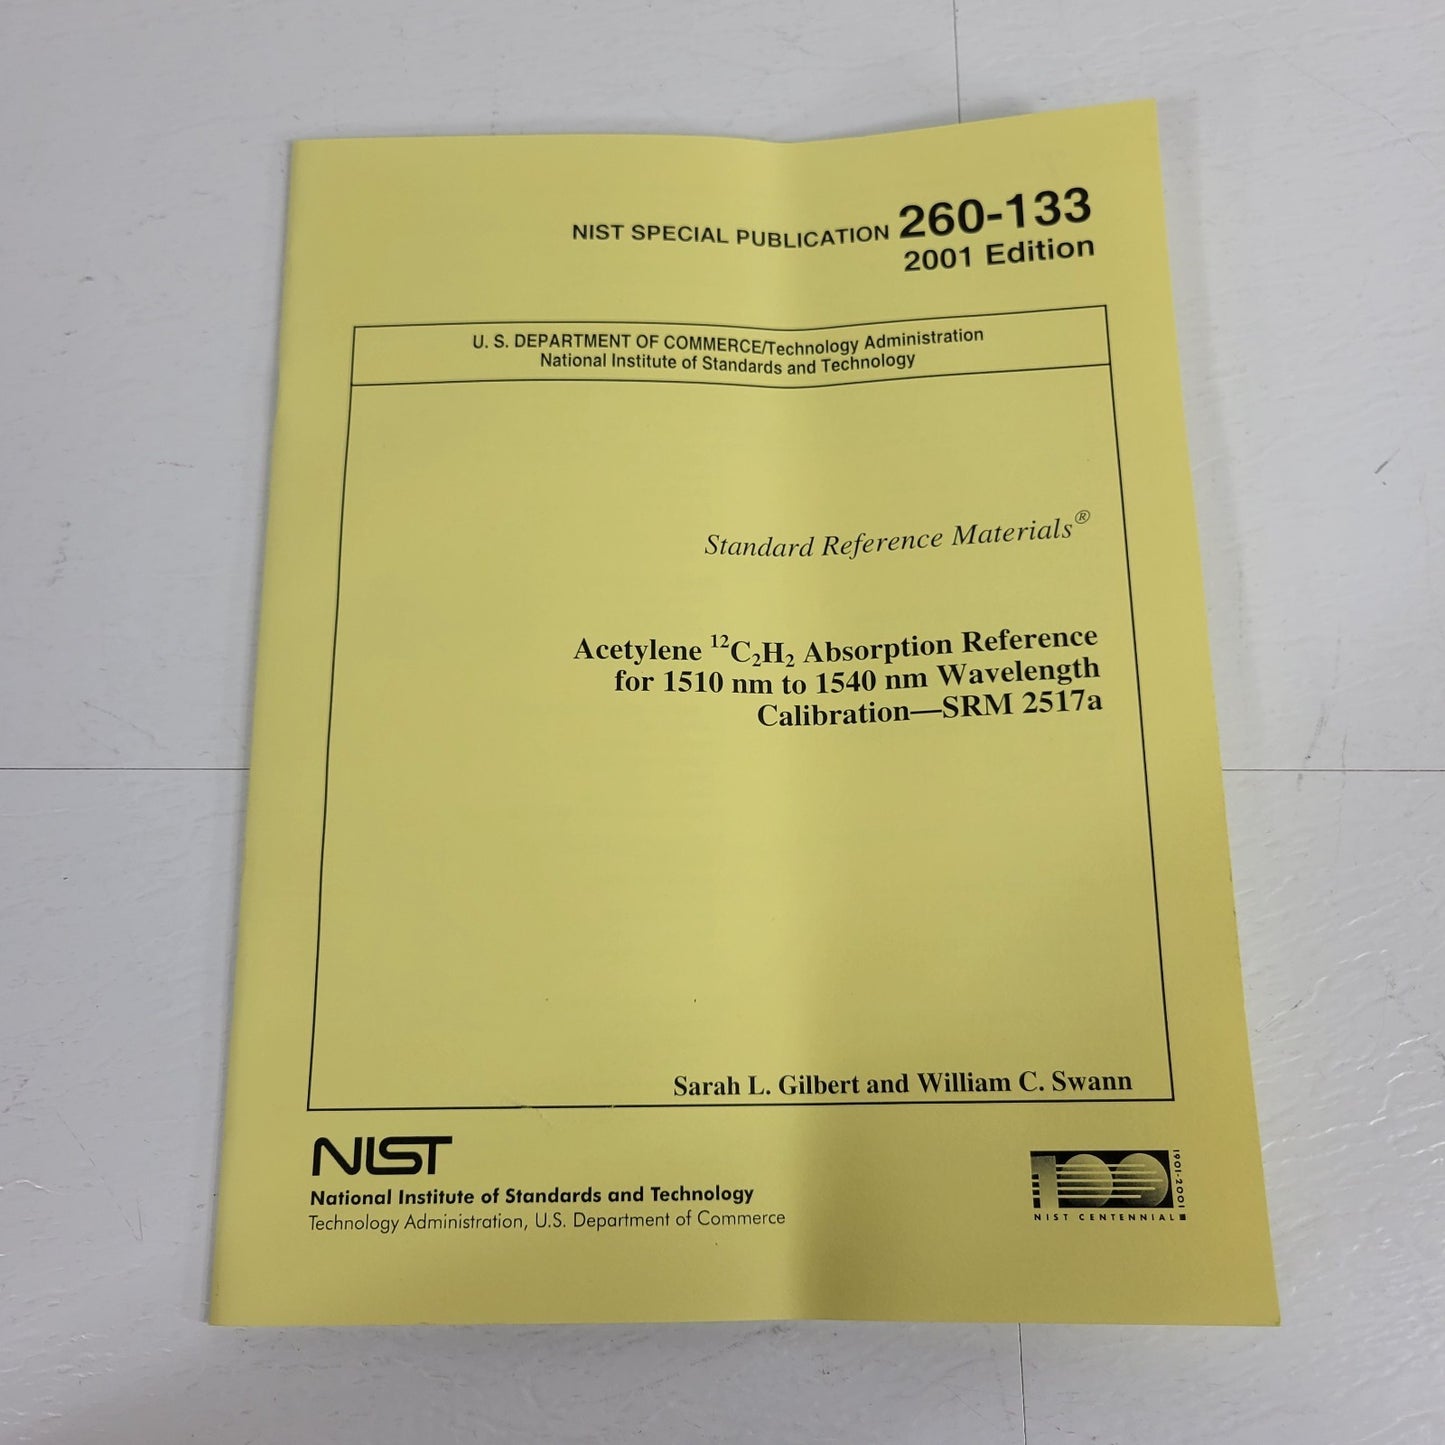 NIST SPECIAL PUBLICATION 260-133
2001 Edition
U. S. DEPARTMENT OF COMMERCE/Technology Administration
National Institute of Standards and Technology
Standard Reference Materials®
Acetylene ¹²C₂H₂ Absorption Reference
for 1510 nm to 1540 nm Wavelength
Calibration—SRM 2517a
Sarah L. Gilbert and William C. Swann
NIST
National Institute of Standards and Technology
Technology Administration, U.S. Department of Commerce
100
1901-2001
NIST CENTENNIAL